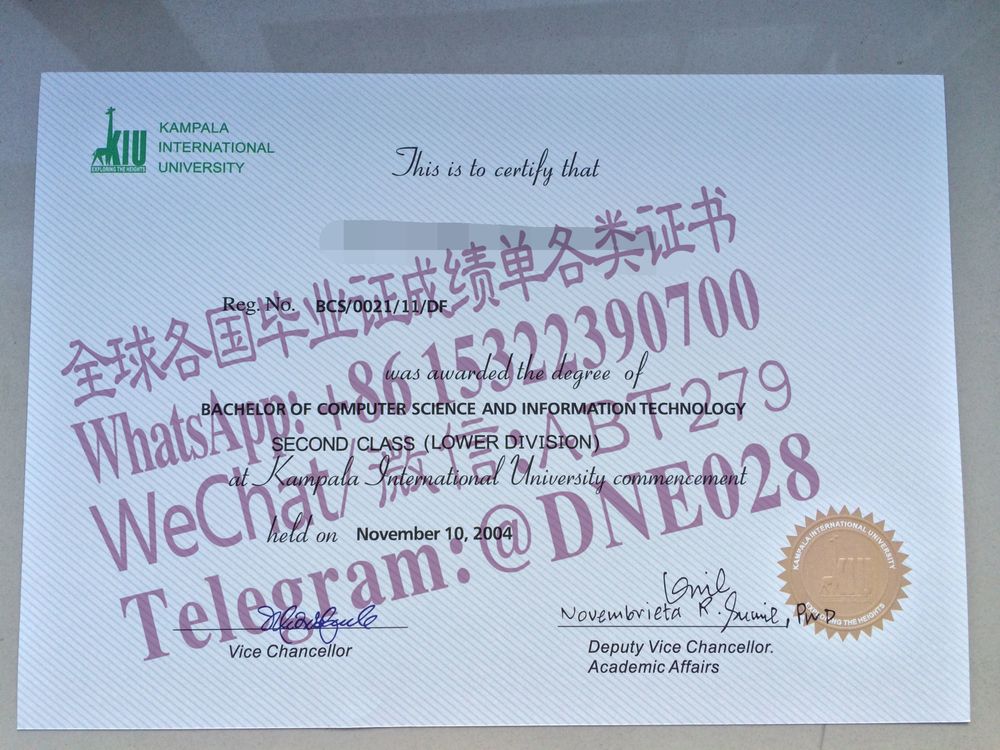 KIU
EXPLORING THE HEIGHTS
KAMPALA
INTERNATIONAL
UNIVERSITY
This is to certify that
全球各国毕业证成绩单各类证书
Reg. No. BCS/0021/11/DF
WhatsApp: +86 15322390700
was awarded the degree of
BACHELOR OF COMPUTER SCIENCE AND INFORMATION TECHNOLOGY
SECOND CLASS (LOWER DIVISION)
WeChat/微信:ABT279
at Kampala International University commencement
held on November 10, 2004
Telegram:@DNE028
KAMPALA INTERNATIONAL UNIVERSITY
KIU
EXPLORING THE HEIGHTS
Novembrieta R.
Vice Chancellor
Deputy Vice Chancellor.
Academic Affairs